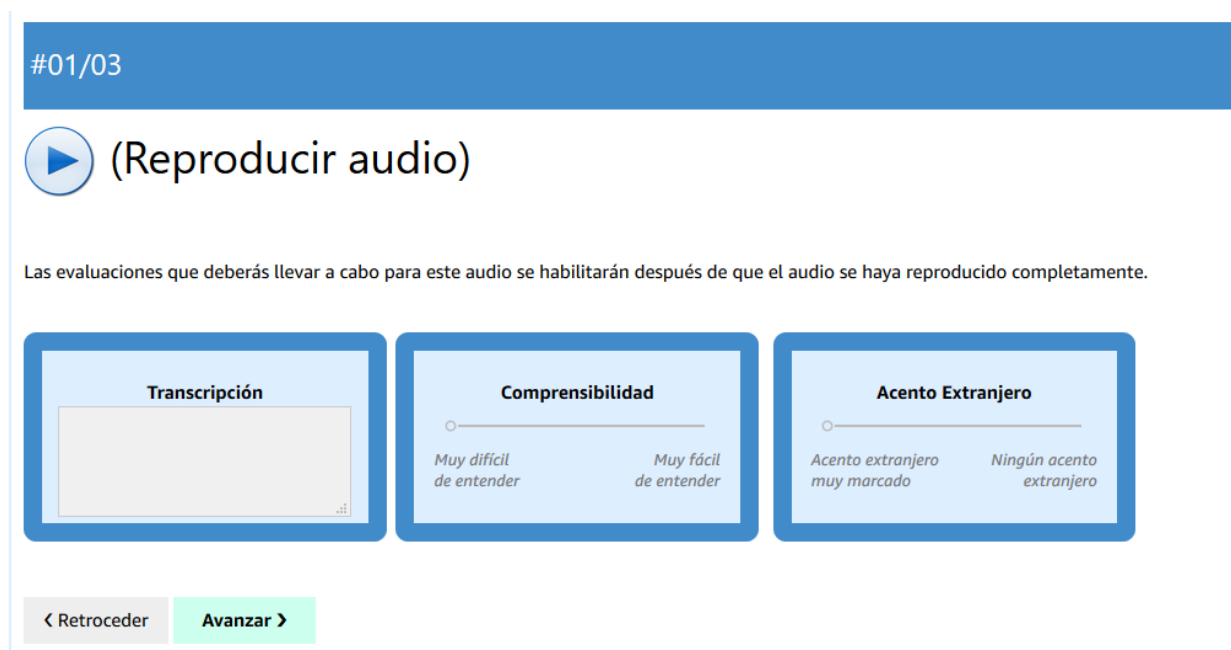 #01/03
(Reproducir audio)
Las evaluaciones que deberás llevar a cabo para este audio se habilitarán después de que el audio se haya reproducido completamente.
Transcripción
Comprensibilidad
Muy difícil
de entender
Muy fácil
de entender
Acento Extranjero
Acento extranjero
muy marcado
Ningún acento
extranjero
❮ Retroceder
Avanzar ❯